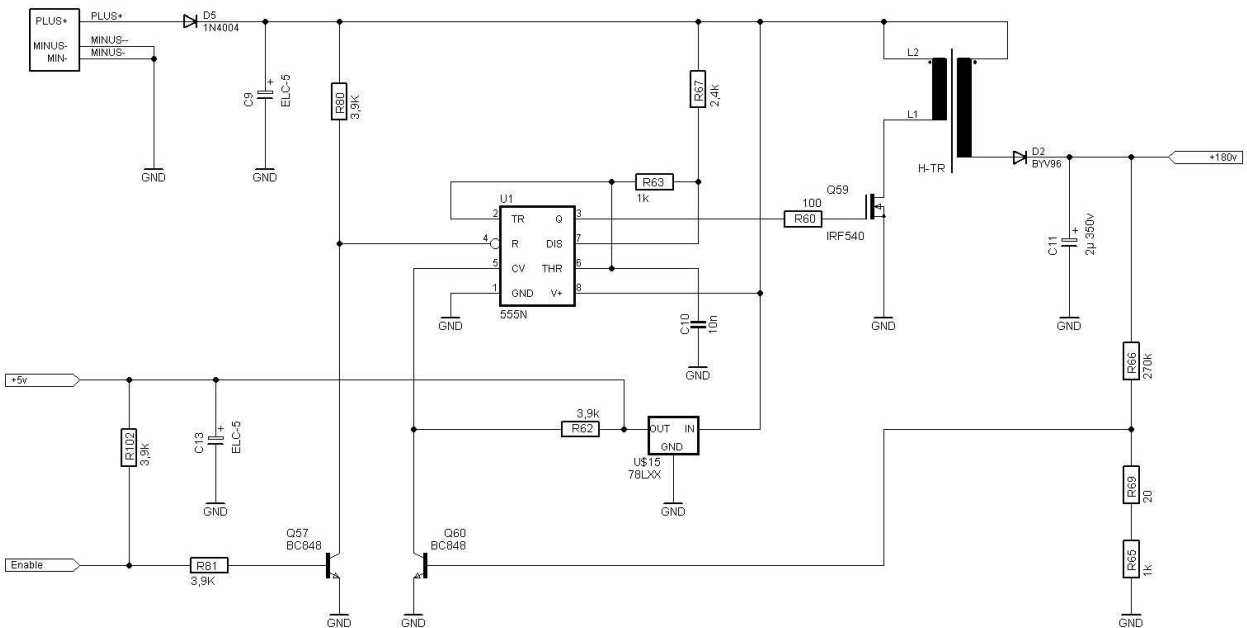 PLUS+
PLUS+
D5
1N4004
MINUS-
MINUS--
MIN-
MINUS-
L2
R80
3,9K
R67
2,4k
C9
+
ELC-5
L1
D2
BYV96
+180v
H-TR
GND
GND
R63
1k
Q59
U1
2
TR
Q
3
100
R60
IRF540
4
R
DIS
7
C11
+
2µ 350v
5
CV
THR
6
1
GND
V+
8
555N
GND
C10
10n
GND
GND
GND
R66
270k
+5v
R102
3,9k
C13
+
ELC-5
3,9k
R62
OUT
IN
GND
U$15
78LXX
R69
20
GND
GND
Q57
BC848
Q60
BC848
Enable
R81
3,9K
R65
1k
GND
GND
GND